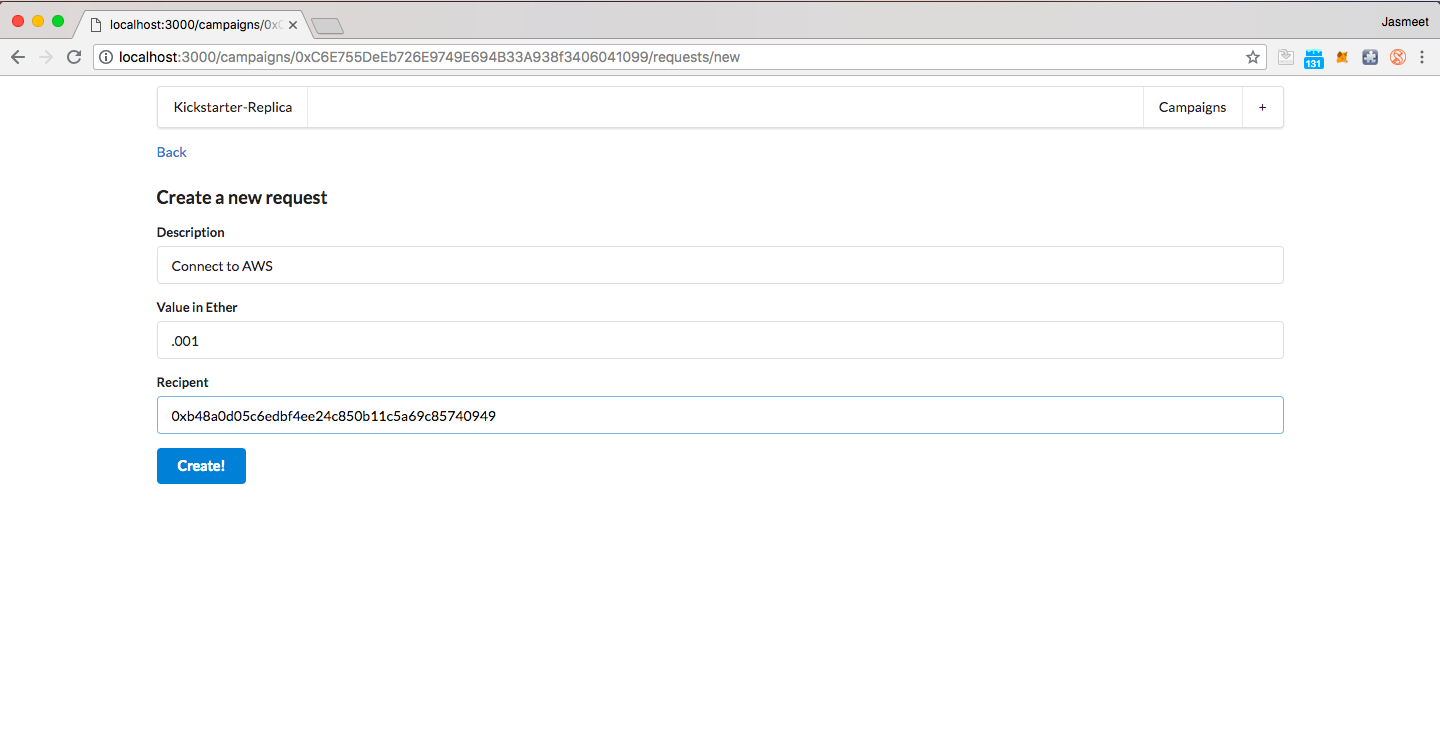 localhost:3000/campaigns/0x
Jasmeet
localhost:3000/campaigns/0xC6E755DeEb726E9749E694B33A938f3406041099/requests/new
131
Kickstarter-Replica
Campaigns
+
Back
Create a new request
Description
Connect to AWS
Value in Ether
.001
Recipent
0xb48a0d05c6edbf4ee24c850b11c5a69c85740949
Create!